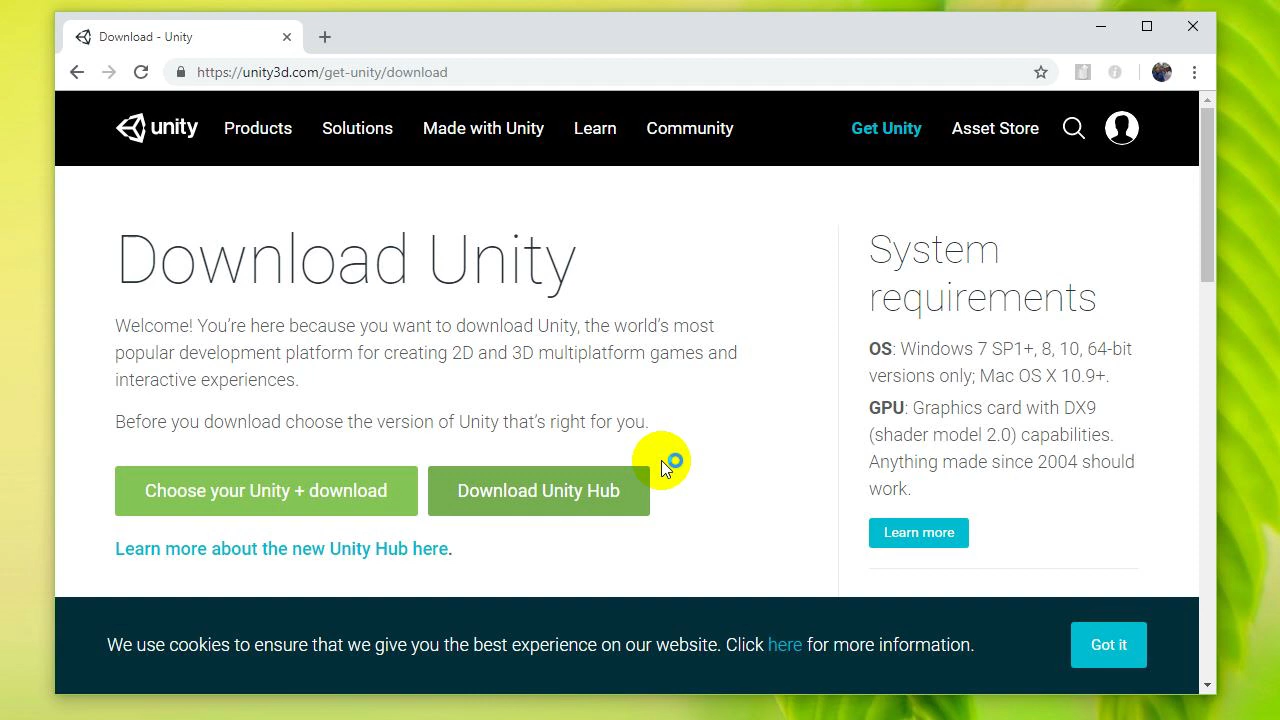 Download - Unity
https://unity3d.com/get-unity/download
unity Products Solutions Made with Unity Learn Community Get Unity Asset Store
Download Unity
Welcome! You’re here because you want to download Unity, the world’s most
popular development platform for creating 2D and 3D multiplatform games and
interactive experiences.
Before you download choose the version of Unity that’s right for you.
Choose your Unity + download
Download Unity Hub
Learn more about the new Unity Hub here.
System
requirements
OS: Windows 7 SP1+, 8, 10, 64-bit
versions only; Mac OS X 10.9+.
GPU: Graphics card with DX9
(shader model 2.0) capabilities.
Anything made since 2004 should
work.
Learn more
We use cookies to ensure that we give you the best experience on our website. Click here for more information.
Got it